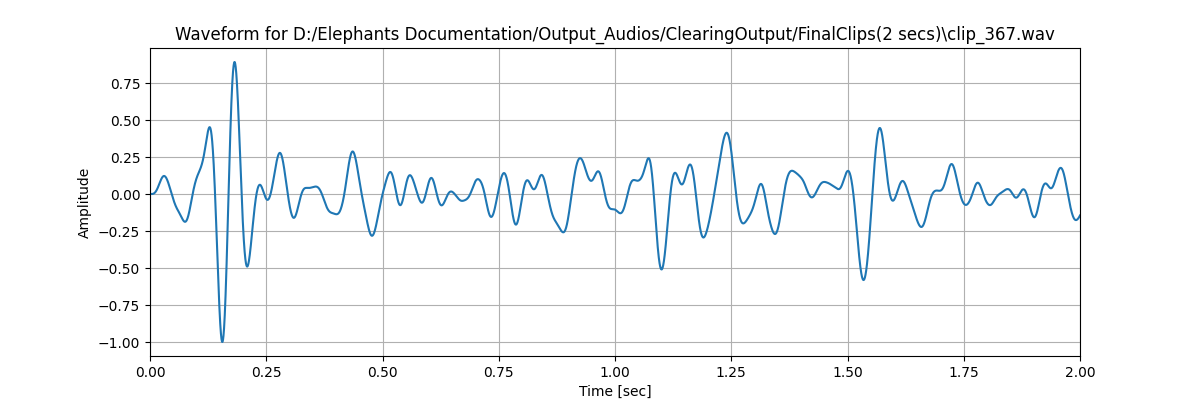 Waveform for D:/Elephants Documentation/Output_Audios/ClearingOutput/FinalClips(2 secs)\clip_367.wav
Amplitude
0.75
0.50
0.25
0.00
−0.25
−0.50
−0.75
−1.00
0.00 0.25 0.50 0.75 1.00 1.25 1.50 1.75 2.00
Time [sec]